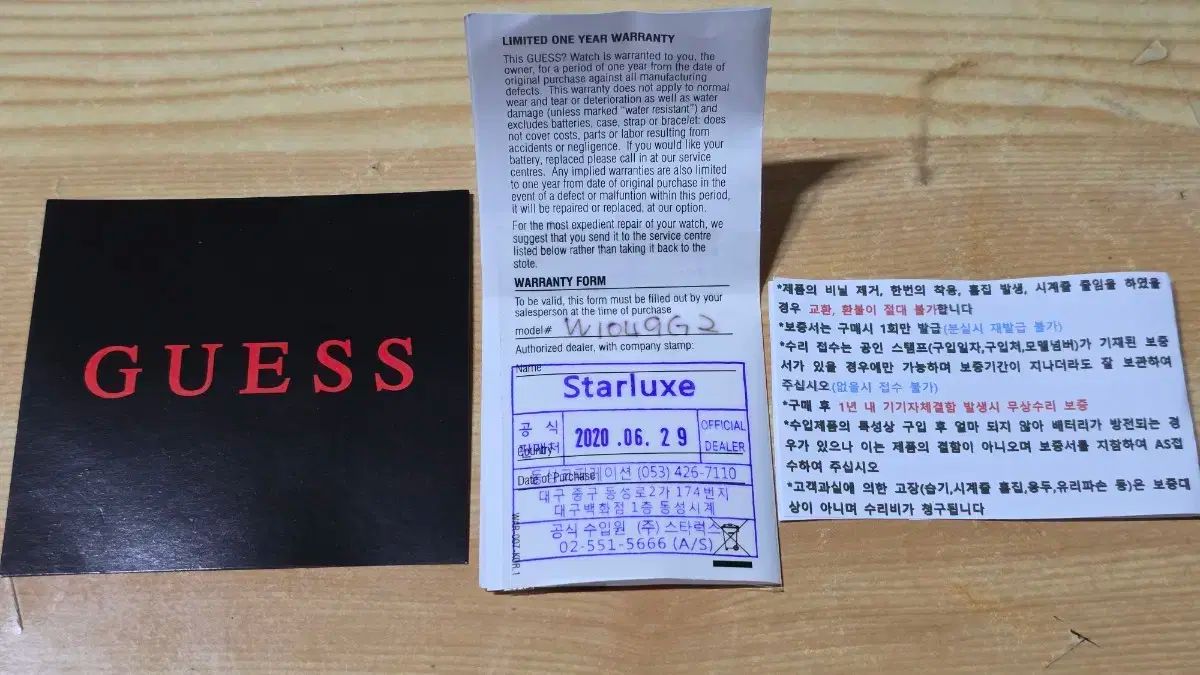 GUESS
LIMITED ONE YEAR WARRANTY
This GUESS? Watch is warranted to you, the
owner, for a period of one year from the date of
original purchase against all manufacturing
defects. This warranty does not apply to normal
wear and tear or deterioration as well as water
damage (unless marked "water resistant") and
excludes batteries, case, strap or bracelet: does
not cover costs, parts or labor resulting from
accidents or negligence. If you would like your
battery, replaced please call in at our service
centres. Any implied warranties are also limited
to one year from date of original purchase in the
event of a defect or malfuntion within this period,
it will be repaired or replaced, at our option.
For the most expedient repair of your watch, we
suggest that you send it to the service centre
listed below rather than taking it back to the
stole.
WARRANTY FORM
To be valid, this form must be filled out by your
salesperson at the time of purchase
model# W1049G2
Authorized dealer, with company stamp:
Name
Starluxe
공 식
판매처
Country
2020.06.29
OFFICIAL
DEALER
Date of Purchase
(053) 426-7110
대구 중구 동성로2가 174번지
대구백화점 1층 동성시계
공식 수입원 (주) 스타럭스
02-551-5666 (A/S)
*제품의 비닐 제거, 한번의 착용, 흠집 발생, 시계줄 줄임을 하였을
경우 교환, 환불이 절대 불가합니다
*보증서는 구매시 1회만 발급(분실시 재발급 불가)
*수리 접수는 공인 스탬프(구입일자,구입처,모델넘버)가 기재된 보증
서가 있을 경우에만 가능하며 보증기간이 지나더라도 잘 보관하여
주십시오(없을시 접수 불가)
*구매 후 1년 내 기기자체결함 발생시 무상수리 보증
*수입제품의 특성상 구입 후 얼마 되지 않아 배터리가 방전되는 경
우가 있으나 이는 제품의 결함이 아니오며 보증서를 지참하여 AS접
수하여 주십시오
*고객과실에 의한 고장(습기,시계줄 흠집,용두,유리파손 등)은 보증대
상이 아니며 수리비가 청구됩니다